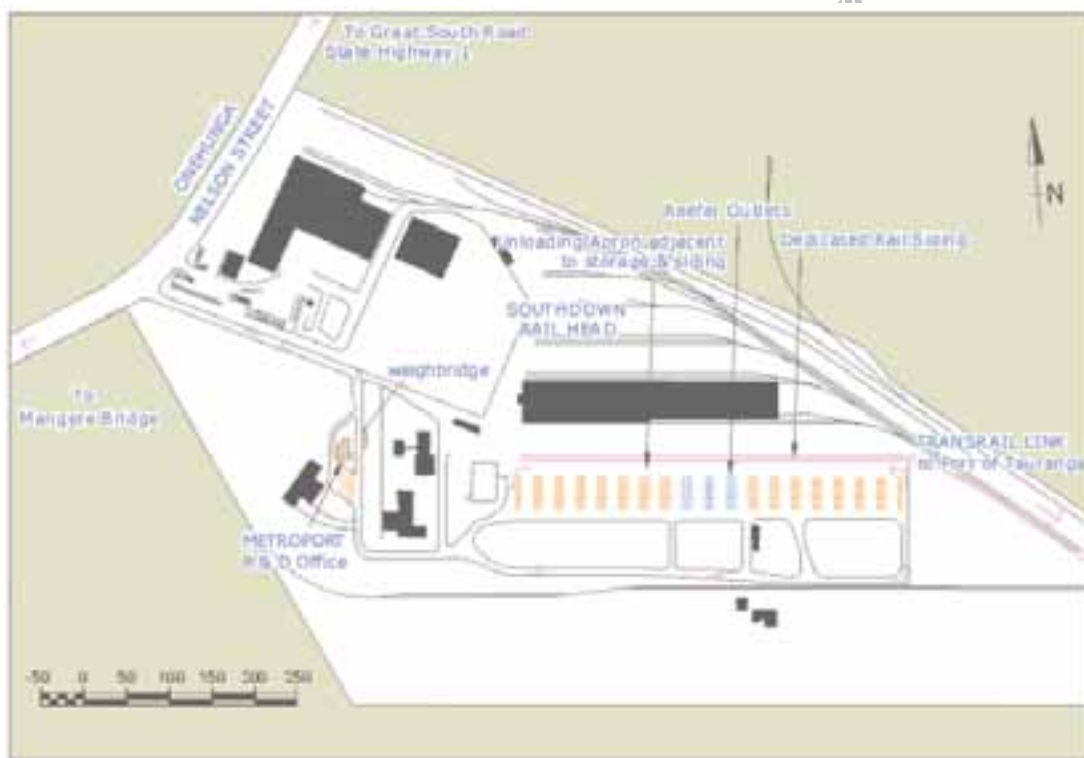 To Great South Road
State Highway 1
ONEHUNGA
NELSON STREET
N
Reefer Outlets
Unloading Apron adjacent
to storage & siding
Dedicated Rail Siding
SOUTHDOWN
RAIL HEAD
weighbridge
to
Mangere Bridge
TRANSRAIL LINK
to Port of Tauranga
METROPORT
R & D Office
-50 0 50 100 150 200 250